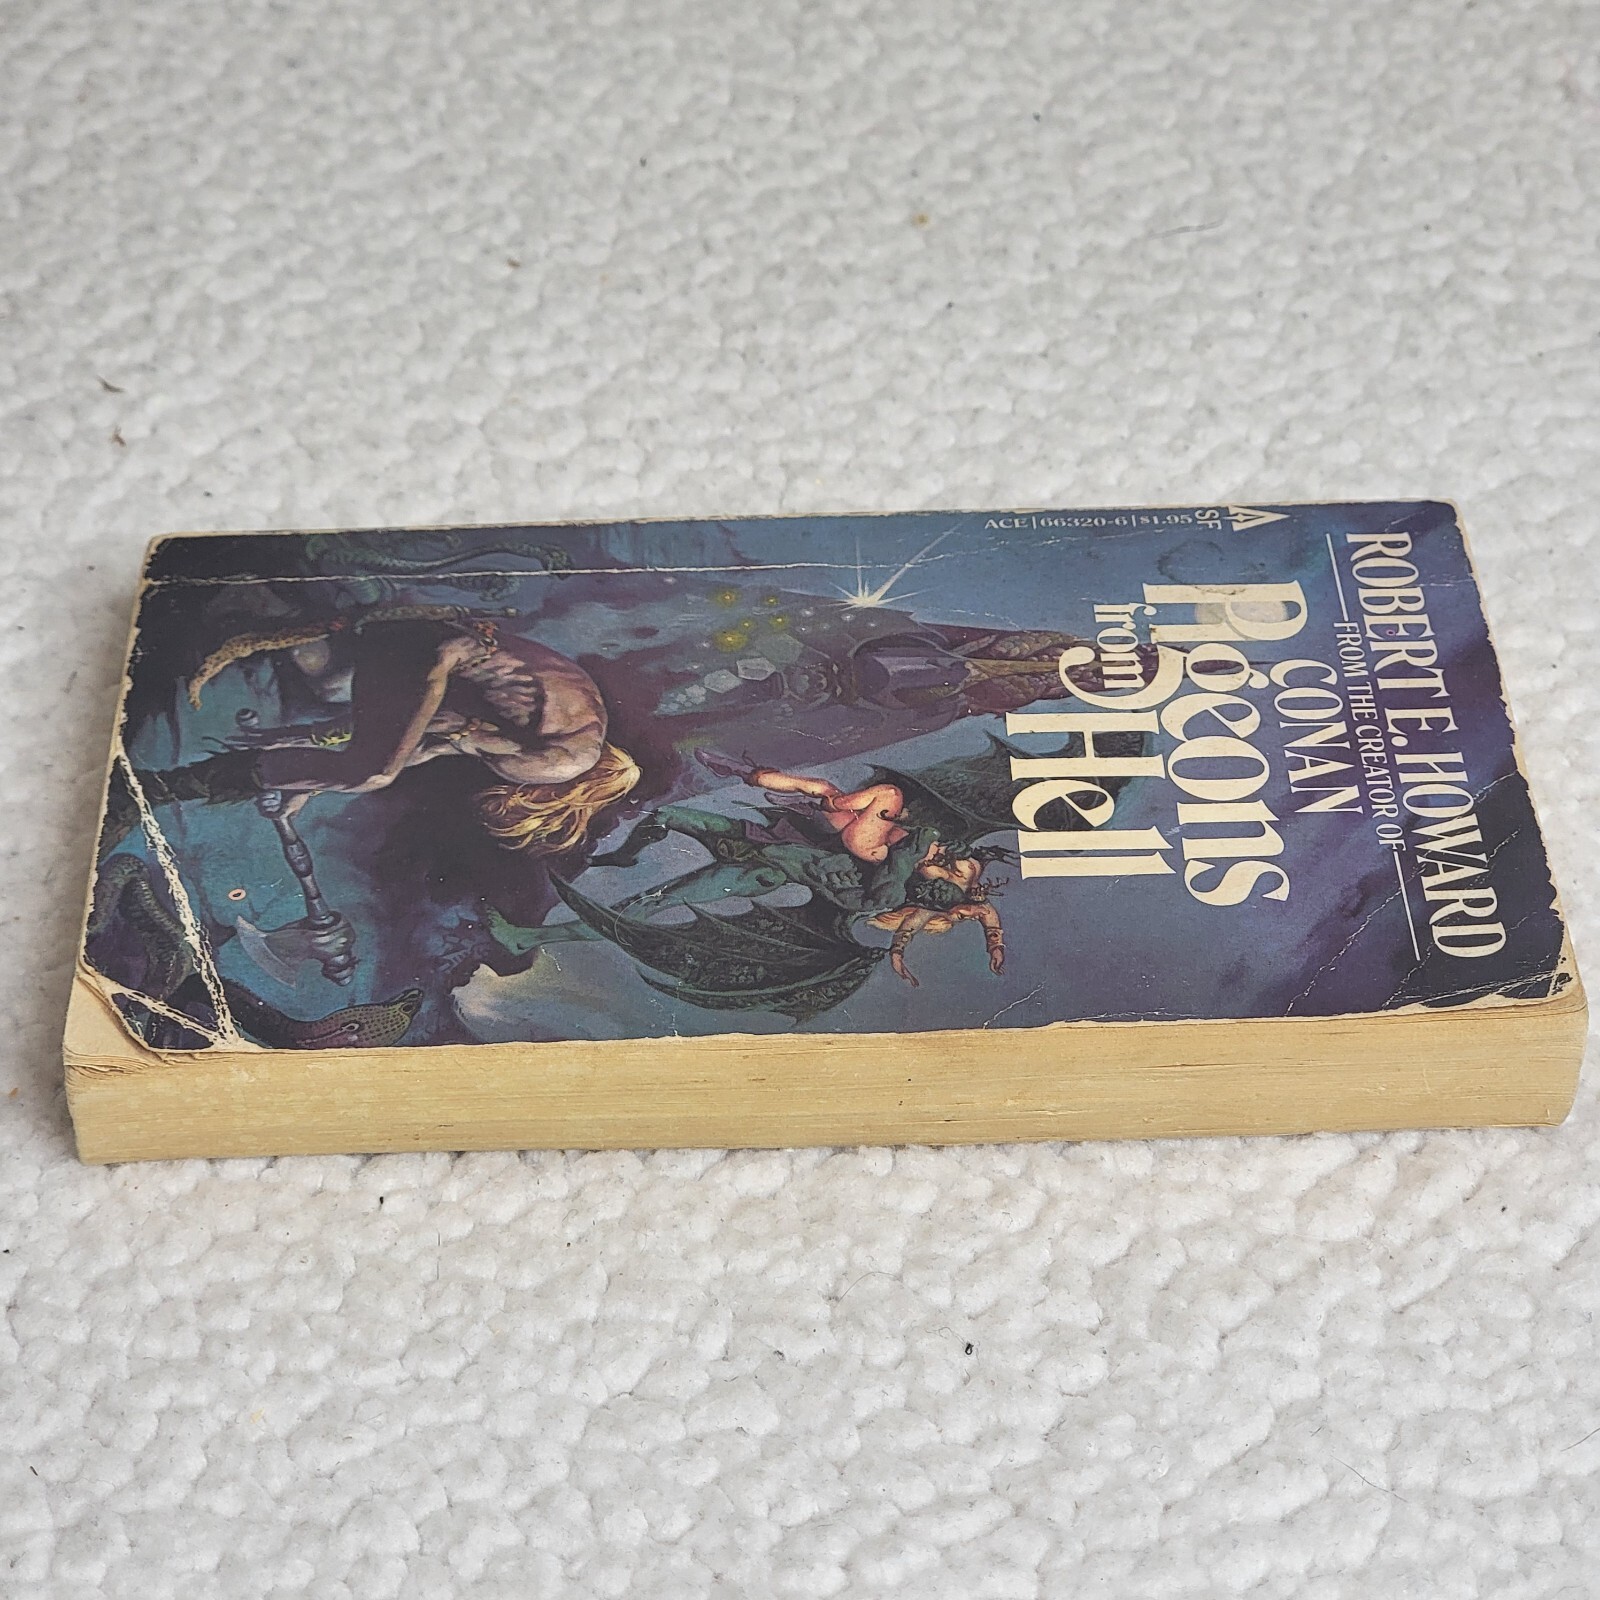 ROBERT E. HOWARD
FROM THE CREATOR OF
CONAN
Pigeons
from
Hell
A
SF
ACE | 66320-6 | $1.95